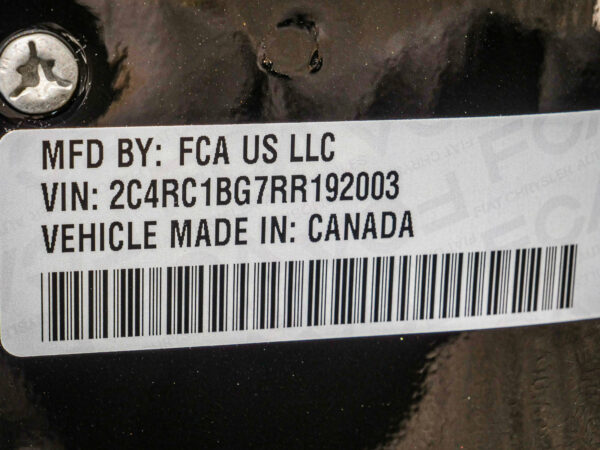 MFD BY: FCA US LLC
VIN: 2C4RC1BG7RR192003
VEHICLE MADE IN: CANADA